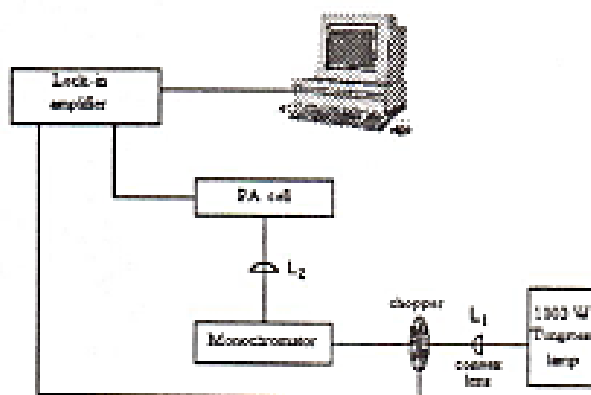 Lock-in
amplifier
PA cell
L2
Monochromator
chopper
L1
convex
lens
Tungsten
lamp